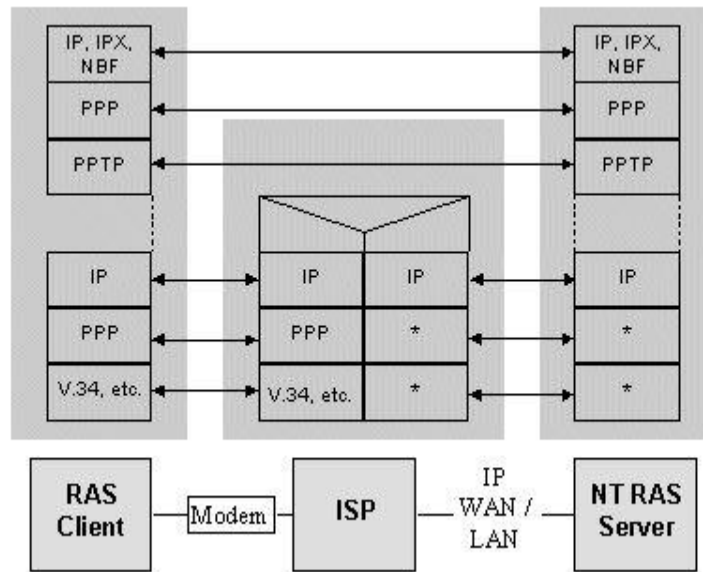 IP, IPX,
NBF
IP, IPX,
NBF
PPP
PPP
PPTP
PPTP
IP
IP
IP
IP
PPP
PPP
*
*
V.34, etc.
V.34, etc.
*
*
RAS
Client
Modem
ISP
IP
WAN /
LAN
NT RAS
Server